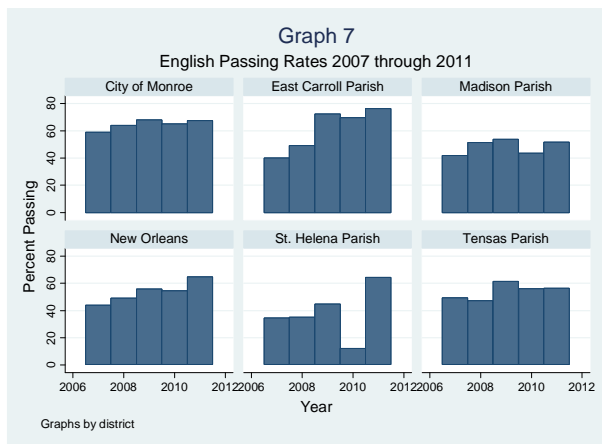 Graph 7
English Passing Rates 2007 through 2011
City of Monroe East Carroll Parish Madison Parish
80
60
40
20
0
New Orleans St. Helena Parish Tensas Parish
80
60
40
20
0
Percent Passing
2006 2008 2010 2012 2006 2008 2010 2012 2006 2008 2010 2012
Year
Graphs by district